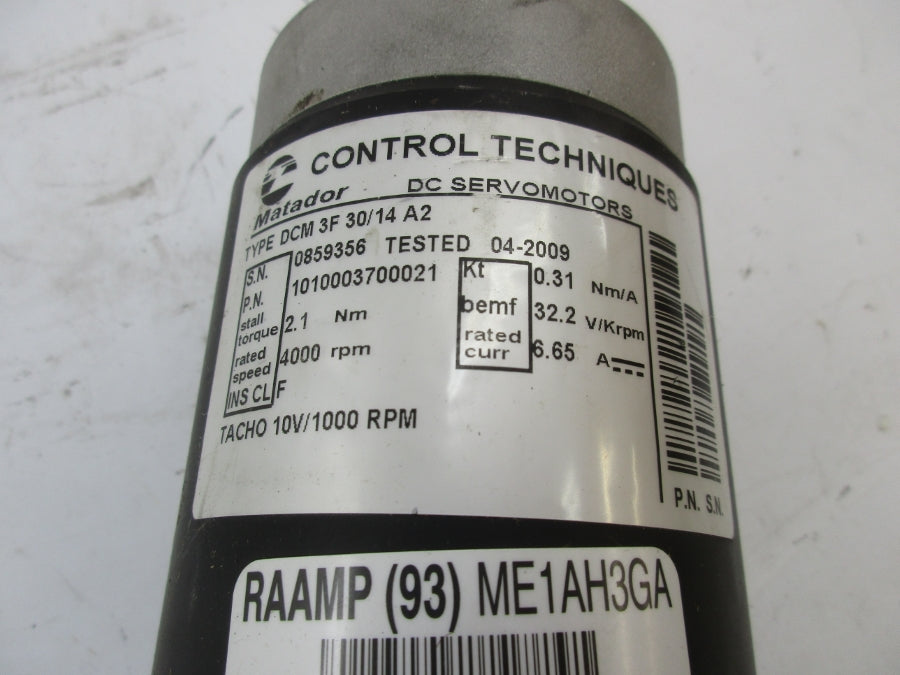 CONTROL TECHNIQUES
Matador DC SERVOMOTORS
TYPE DCM 3F 30/14 A2
S.N. 0859356 TESTED 04-2009
P.N. 1010003700021
stall torque 2.1 Nm
rated speed 4000 rpm
INS CL F
Kt 0.31 Nm/A
bemf 32.2 V/Krpm
rated curr 6.65 A
TACHO 10V/1000 RPM
P.N. S.N.
RAAMP (93) ME1AH3GA